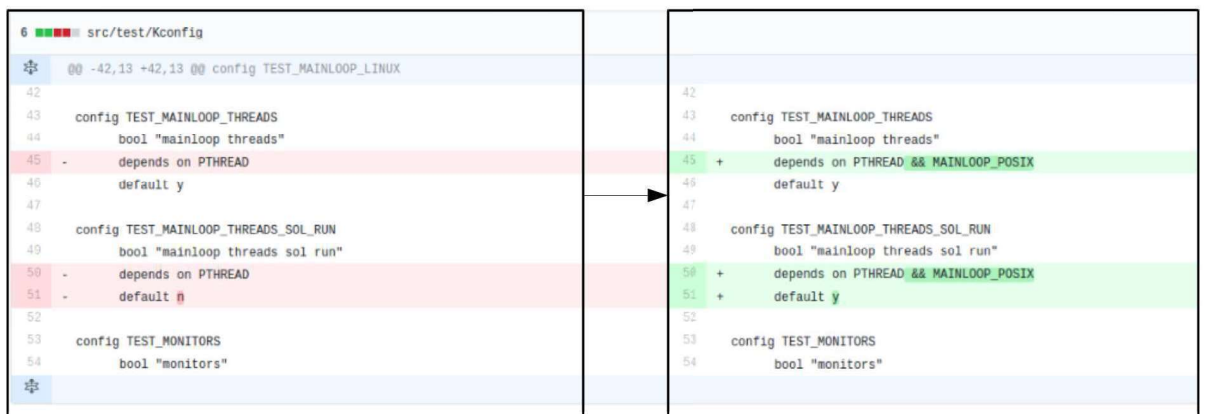 6 src/test/Kconfig
@@ -42,13 +42,13 @@ config TEST_MAINLOOP_LINUX
42
43 config TEST_MAINLOOP_THREADS
44 bool "mainloop threads"
45 - depends on PTHREAD
46 default y
47
48 config TEST_MAINLOOP_THREADS_SOL_RUN
49 bool "mainloop threads sol run"
50 - depends on PTHREAD
51 - default n
52
53 config TEST_MONITORS
54 bool "monitors"
42
43 config TEST_MAINLOOP_THREADS
44 bool "mainloop threads"
45 + depends on PTHREAD && MAINLOOP_POSIX
46 default y
47
48 config TEST_MAINLOOP_THREADS_SOL_RUN
49 bool "mainloop threads sol run"
50 + depends on PTHREAD && MAINLOOP_POSIX
51 + default y
52
53 config TEST_MONITORS
54 bool "monitors"